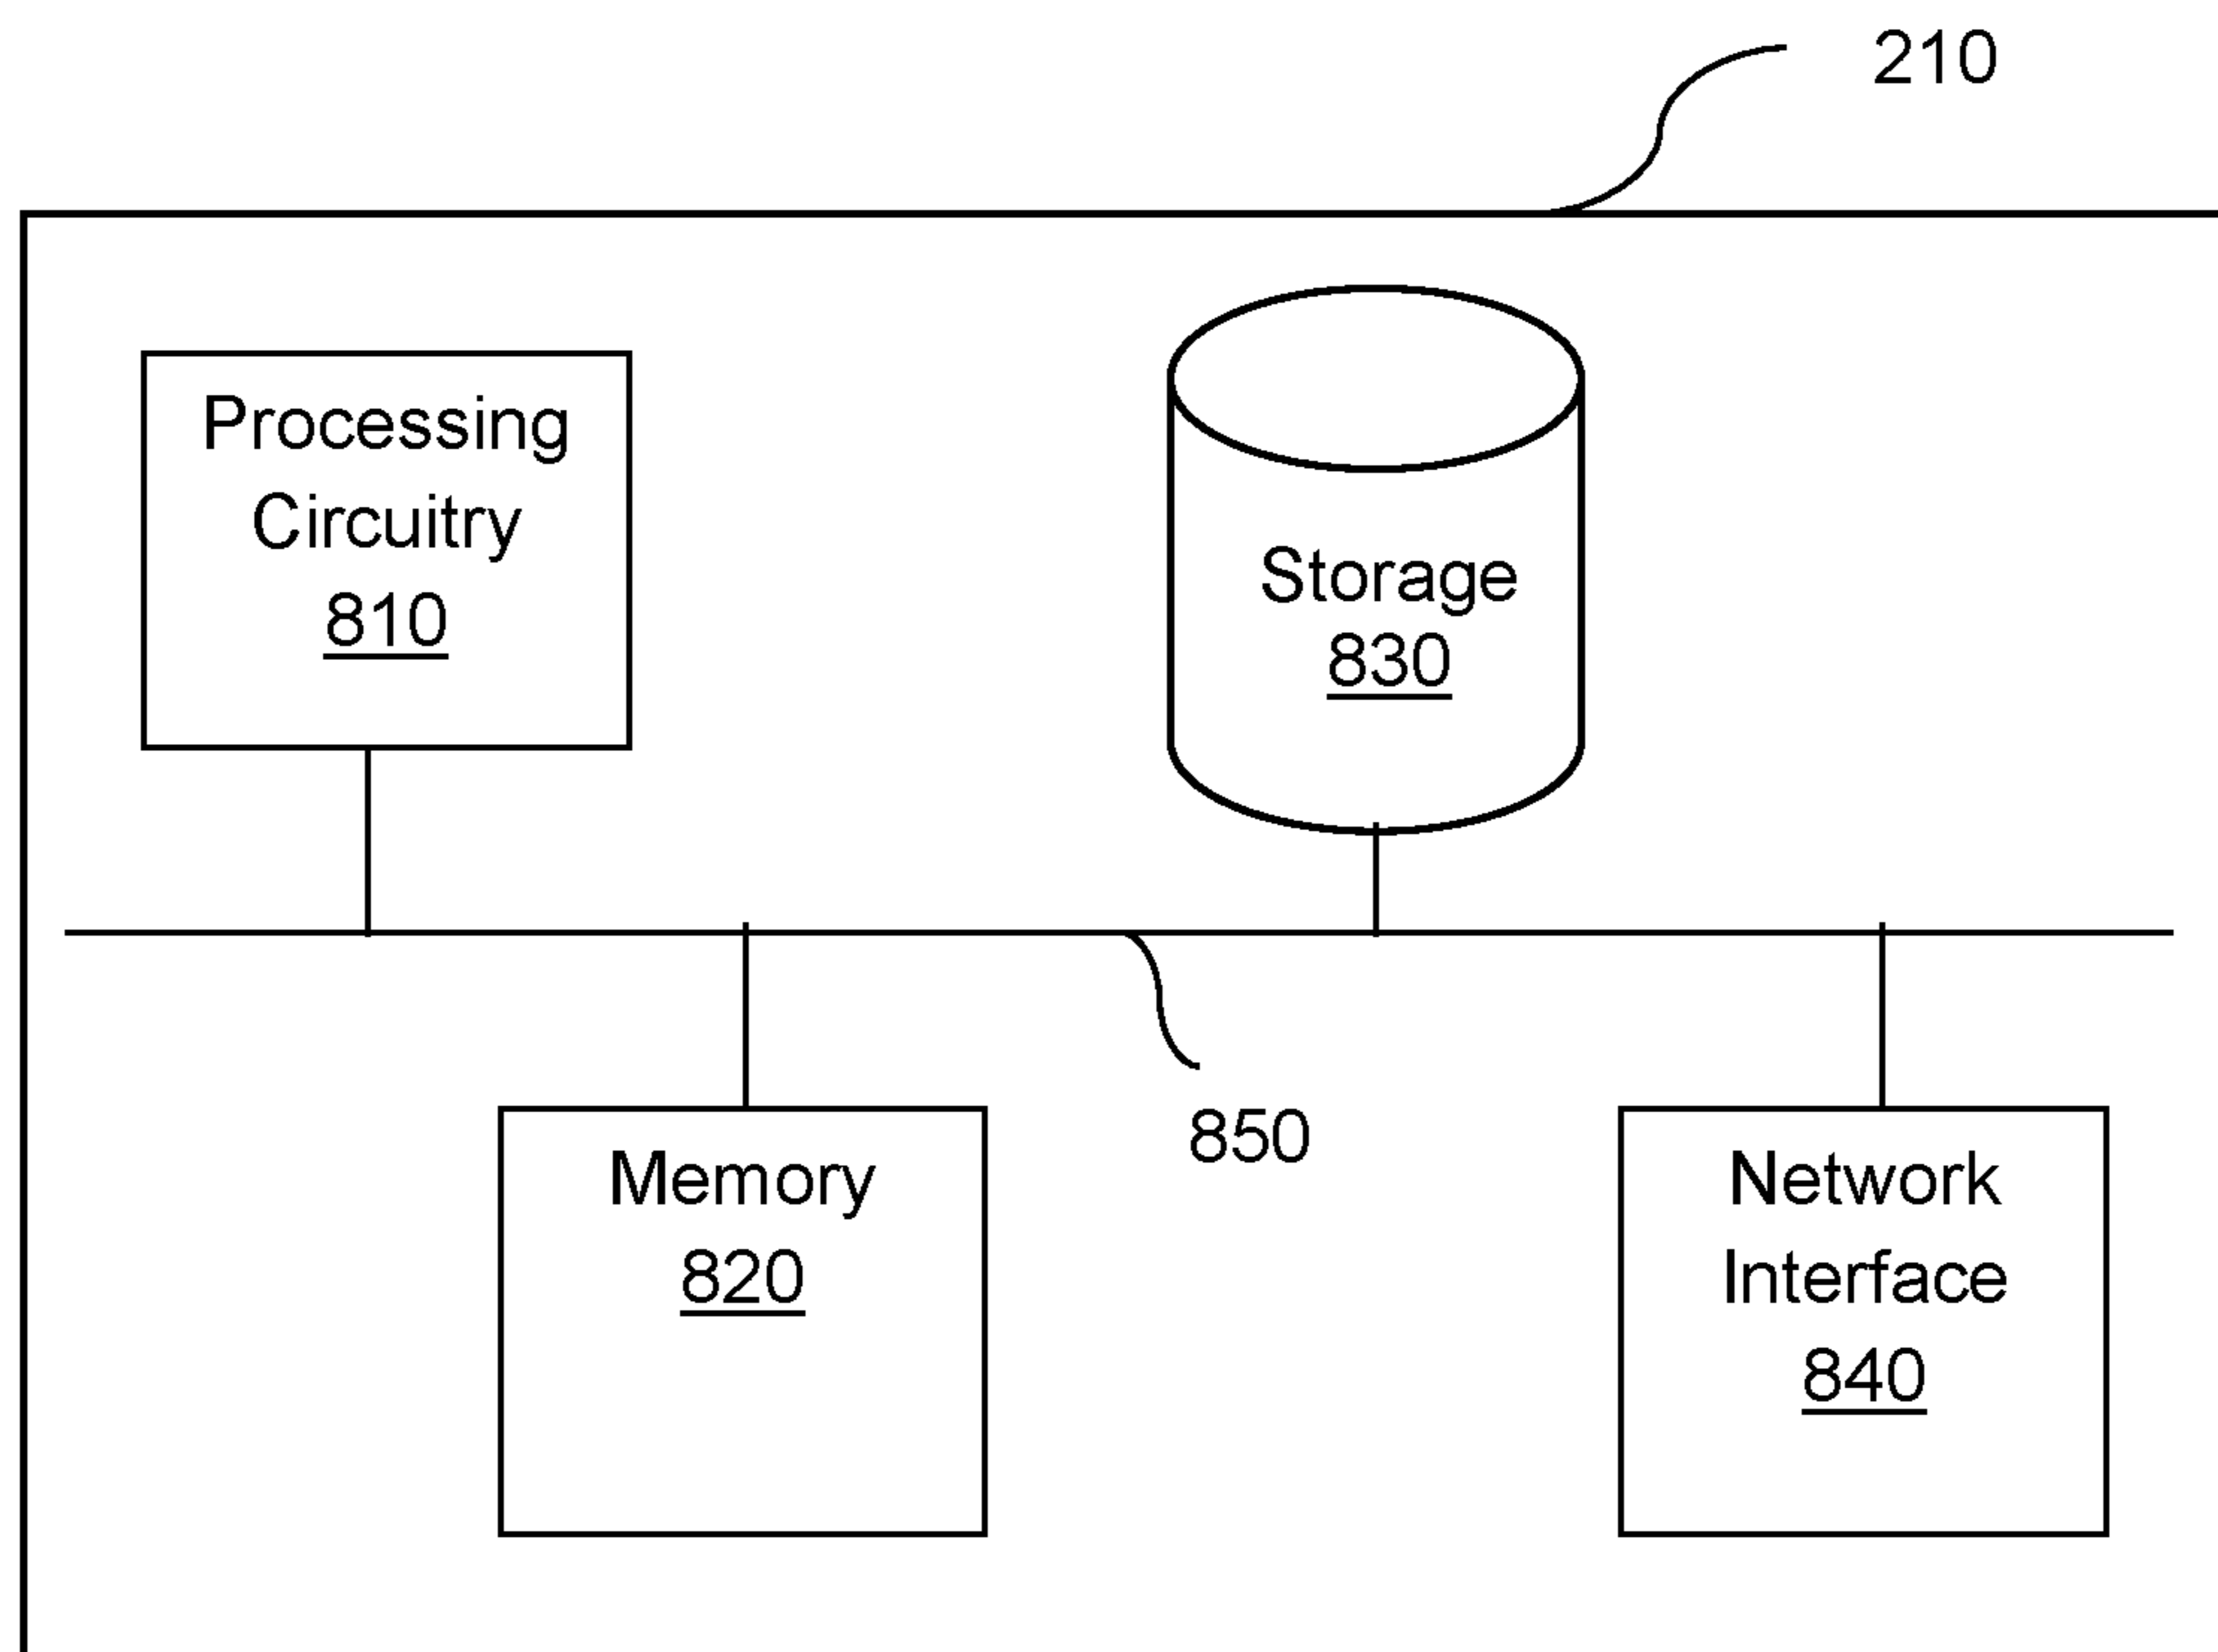 210
Processing
Circuitry
810
Storage
830
850
Memory
820
Network
Interface
840